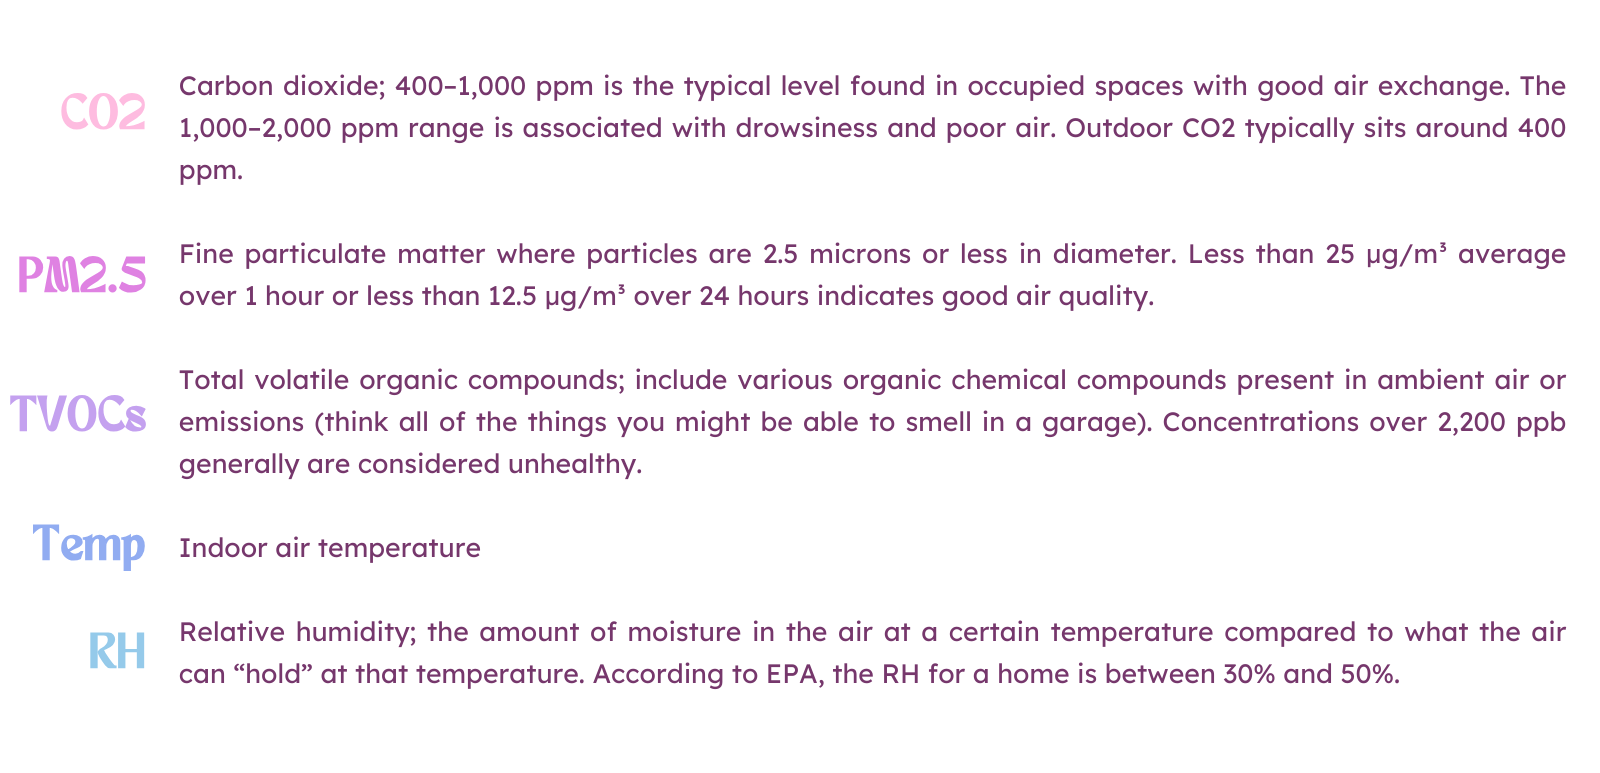 CO2
Carbon dioxide; 400–1,000 ppm is the typical level found in occupied spaces with good air exchange. The
1,000–2,000 ppm range is associated with drowsiness and poor air. Outdoor CO2 typically sits around 400
ppm.
PM2.5
Fine particulate matter where particles are 2.5 microns or less in diameter. Less than 25 µg/m³ average
over 1 hour or less than 12.5 µg/m³ over 24 hours indicates good air quality.
TVOCs
Total volatile organic compounds; include various organic chemical compounds present in ambient air or
emissions (think all of the things you might be able to smell in a garage). Concentrations over 2,200 ppb
generally are considered unhealthy.
Temp
Indoor air temperature
RH
Relative humidity; the amount of moisture in the air at a certain temperature compared to what the air
can “hold” at that temperature. According to EPA, the RH for a home is between 30% and 50%.